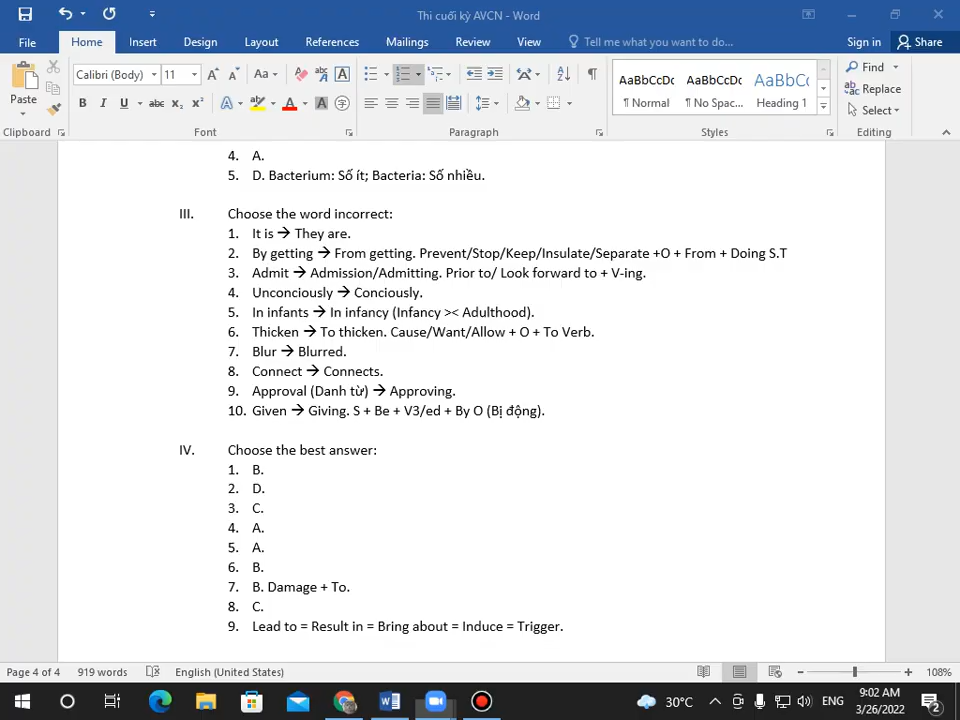 Thi cuối kỳ AVCN - Word
File Home Insert Design Layout References Mailings Review View Tell me what you want to do... Sign in Share
Paste Calibri (Body) 11 AaBbCcDc AaBbCcDc AaBbCc Find
¶ Normal ¶ No Spac... Heading 1 Replace
Select
Clipboard Font Paragraph Styles Editing
4. A.
5. D. Bacterium: Số ít; Bacteria: Số nhiều.
III. Choose the word incorrect:
1. It is → They are.
2. By getting → From getting. Prevent/Stop/Keep/Insulate/Separate +O + From + Doing S.T
3. Admit → Admission/Admitting. Prior to/ Look forward to + V-ing.
4. Unconciously → Conciously.
5. In infants → In infancy (Infancy >< Adulthood).
6. Thicken → To thicken. Cause/Want/Allow + O + To Verb.
7. Blur → Blurred.
8. Connect → Connects.
9. Approval (Danh từ) → Approving.
10. Given → Giving. S + Be + V3/ed + By O (Bị động).
IV. Choose the best answer:
1. B.
2. D.
3. C.
4. A.
5. A.
6. B.
7. B. Damage + To.
8. C.
9. Lead to = Result in = Bring about = Induce = Trigger.
Page 4 of 4 919 words English (United States) 108%
30°C ENG 9:02 AM
3/26/2022 2